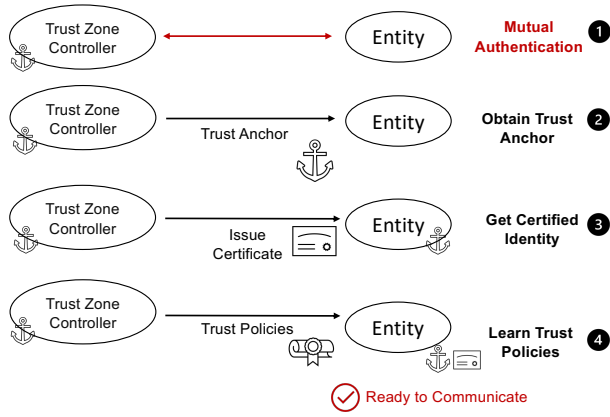 Trust Zone
Controller
Entity
Mutual
Authentication
1
Trust Zone
Controller
Trust Anchor
Entity
Obtain Trust
Anchor
2
Trust Zone
Controller
Issue
Certificate
Entity
Get Certified
Identity
3
Trust Zone
Controller
Trust Policies
Entity
Learn Trust
Policies
4
Ready to Communicate